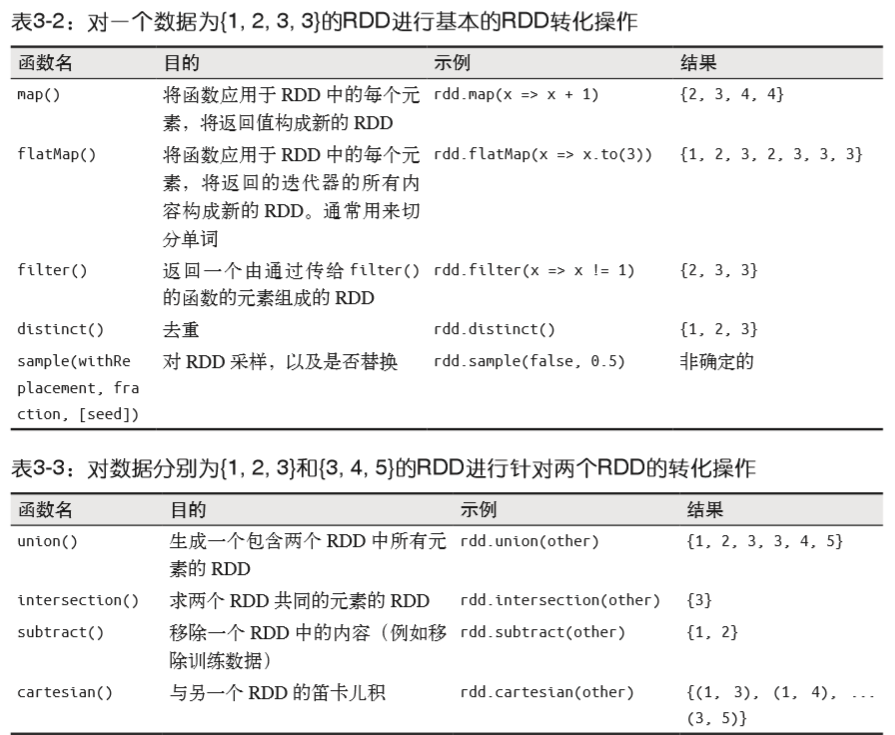 表3-2：对一个数据为{1, 2, 3, 3}的RDD进行基本的RDD转化操作
函数名 目的 示例 结果
map() 将函数应用于 RDD 中的每个元 rdd.map(x => x + 1) {2, 3, 4, 4}
素，将返回值构成新的 RDD
flatMap() 将函数应用于 RDD 中的每个元 rdd.flatMap(x => x.to(3)) {1, 2, 3, 2, 3, 3, 3}
素，将返回的迭代器的所有内
容构成新的 RDD。通常用来切
分单词
filter() 返回一个由通过传给 filter() rdd.filter(x => x != 1) {2, 3, 3}
的函数的元素组成的 RDD
distinct() 去重 rdd.distinct() {1, 2, 3}
sample(withRe 对 RDD 采样，以及是否替换 rdd.sample(false, 0.5) 非确定的
placement, fra
ction, [seed])
表3-3：对数据分别为{1, 2, 3}和{3, 4, 5}的RDD进行针对两个RDD的转化操作
函数名 目的 示例 结果
union() 生成一个包含两个 RDD 中所有元 rdd.union(other) {1, 2, 3, 3, 4, 5}
素的 RDD
intersection() 求两个 RDD 共同的元素的 RDD rdd.intersection(other) {3}
subtract() 移除一个 RDD 中的内容（例如移 rdd.subtract(other) {1, 2}
除训练数据）
cartesian() 与另一个 RDD 的笛卡儿积 rdd.cartesian(other) {(1, 3), (1, 4), ...
(3, 5)}